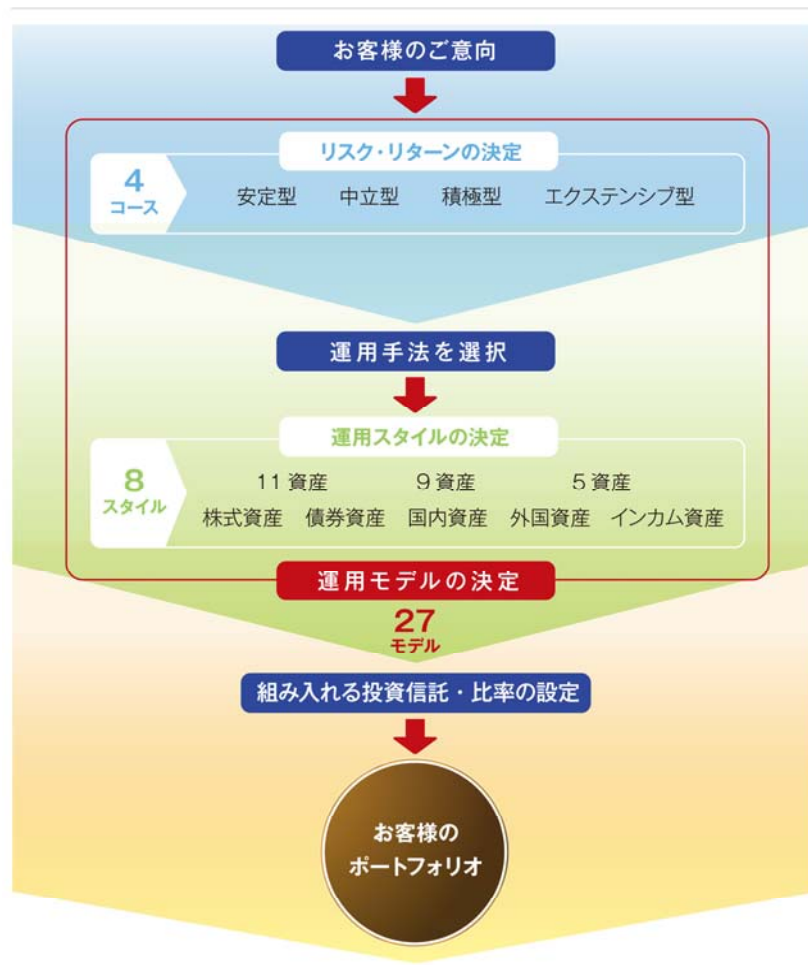 お客様のご意向
リスク・リターンの決定
4
コース
安定型 中立型 積極型 エクステンシブ型
運用手法を選択
運用スタイルの決定
8
スタイル
11資産 9資産 5資産
株式資産 債券資産 国内資産 外国資産 インカム資産
運用モデルの決定
27
モデル
組み入れる投資信託・比率の設定
お客様の
ポートフォリオ